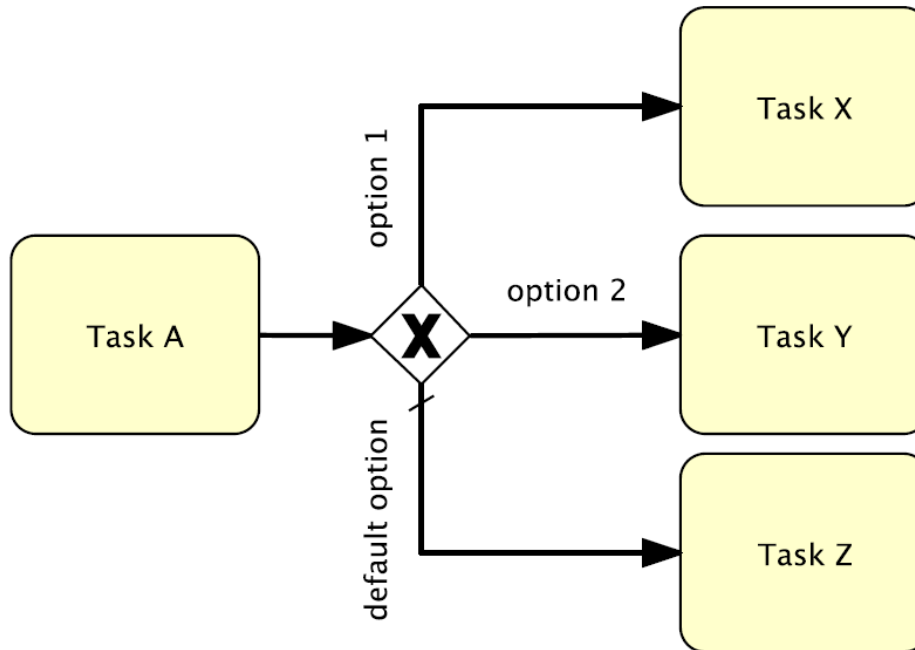 Task A
X
option 1
option 2
default option
Task X
Task Y
Task Z